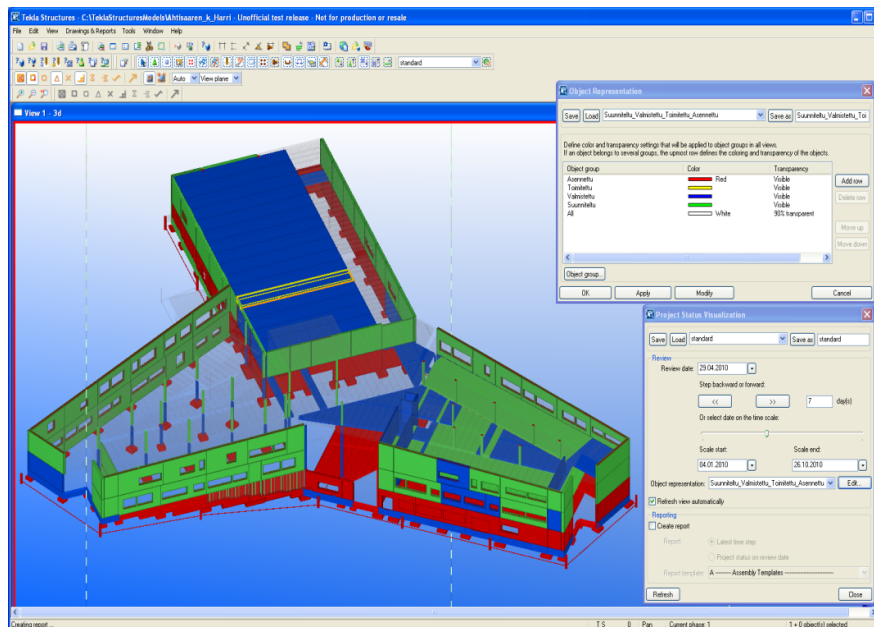 Tekla Structures - C:\TeklaStructuresModels\Ahtisaaren_k_Harri - Unofficial test release - Not for production or resale
File Edit View Drawings & Reports Tools Window Help
standard
Auto View plane
View 1 - 3d
Object Representation
Save Load Suunniteltu_Valmistettu_Toimitettu_Asennettu Save as Suunniteltu_Valmistettu_Toi
Define color and transparency settings that will be applied to object groups in all views.
If an object belongs to several groups, the upmost row defines the coloring and transparency of the objects.
Object group Color Transparency
Asennettu Red Visible
Toimitettu Visible
Valmistettu Visible
Suunniteltu Visible
All White 90% transparent
Add row
Delete row
Move up
Move down
Object group...
OK Apply Modify Cancel
Project Status Visualization
Save Load standard Save as standard
Review
Review date: 29.04.2010
Step backward or forward:
<< >> 7 day(s)
Or select date on the time scale:
Scale start: Scale end:
04.01.2010 26.10.2010
Object representation: Suunniteltu_Valmistettu_Toimitettu_Asennettu Edit...
Refresh view automatically
Reporting
Create report
Report: Latest time step
Project status on review date
Report template: A -------- Assembly Templates --------------------
Refresh Close
Creating report ... T S 0 Pan Current phase: 1 1 + 0 object(s) selected